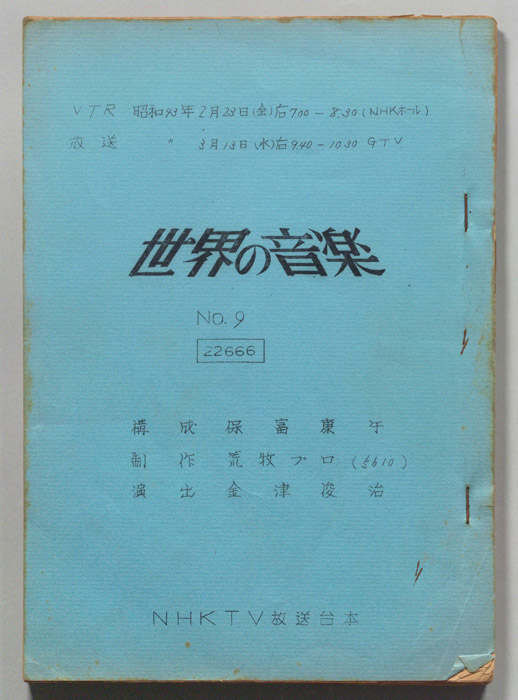 VTR 昭和43年2月23日(金)后7.00-8.30(NHKホール)
放送 〃 3月13日(水)后9.40-10.30 GTV
世界の音楽
No. 9
22666
構成 保富康午
制作 荒牧プロ (5610)
演出 金津俊治
NHKTV放送台本